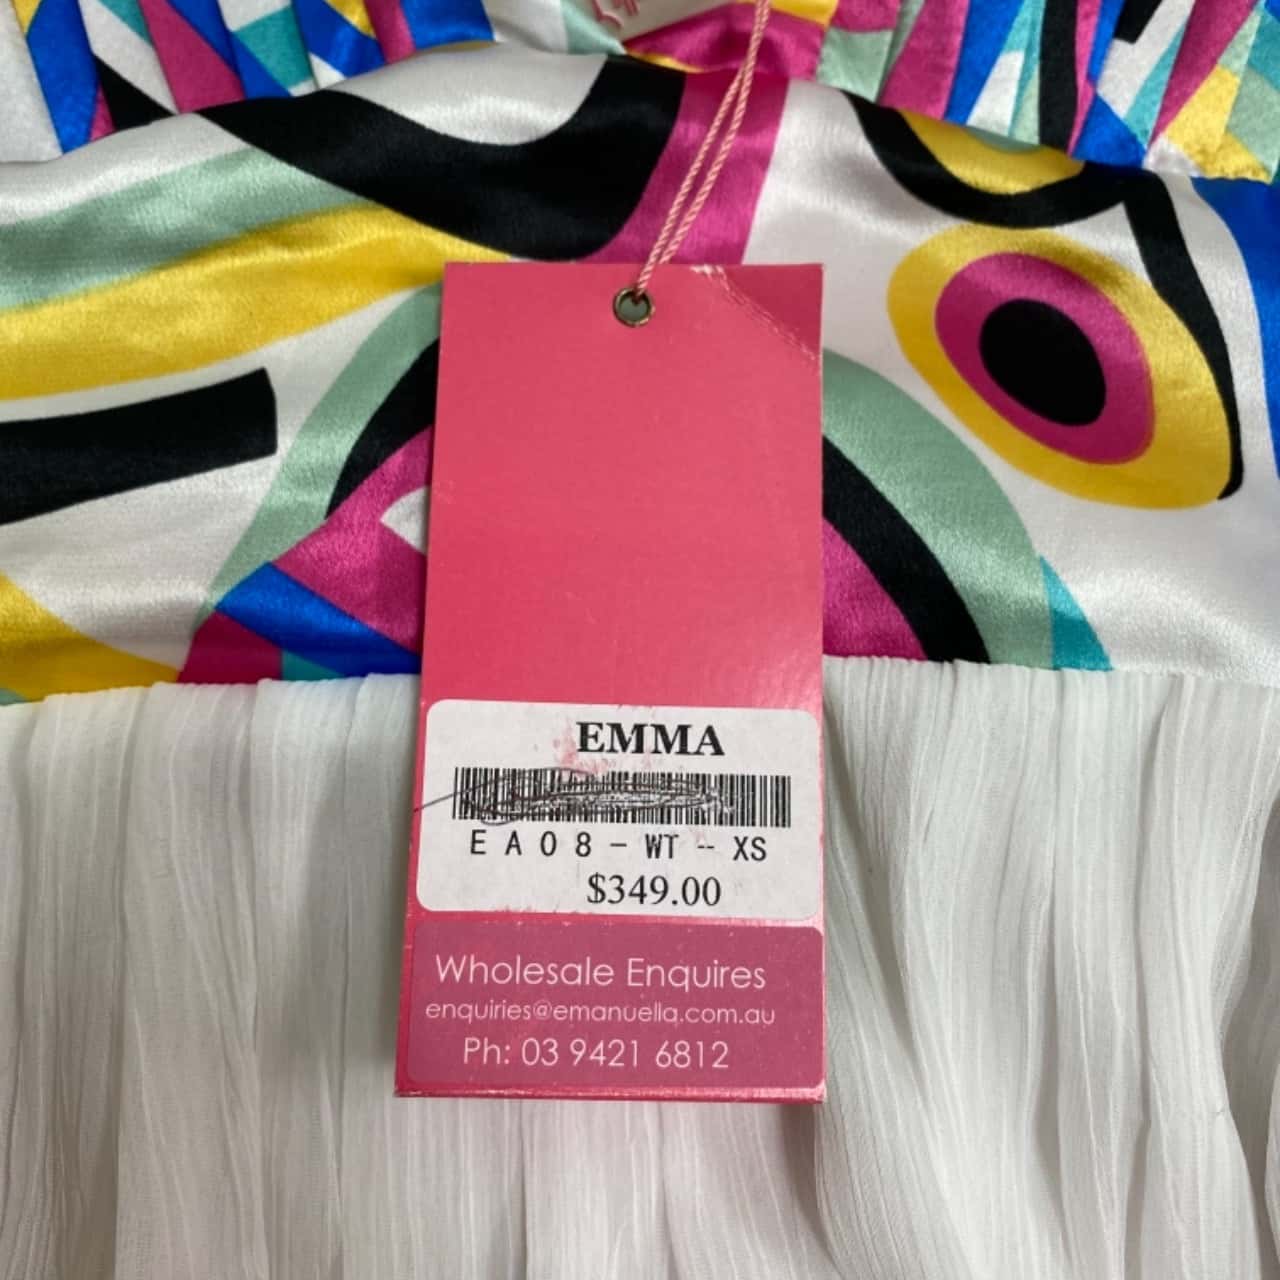 EMMA
EA08-WT--XS
$349.00
Wholesale Enquires
enquiries@emanuella.com.au
Ph: 03 9421 6812